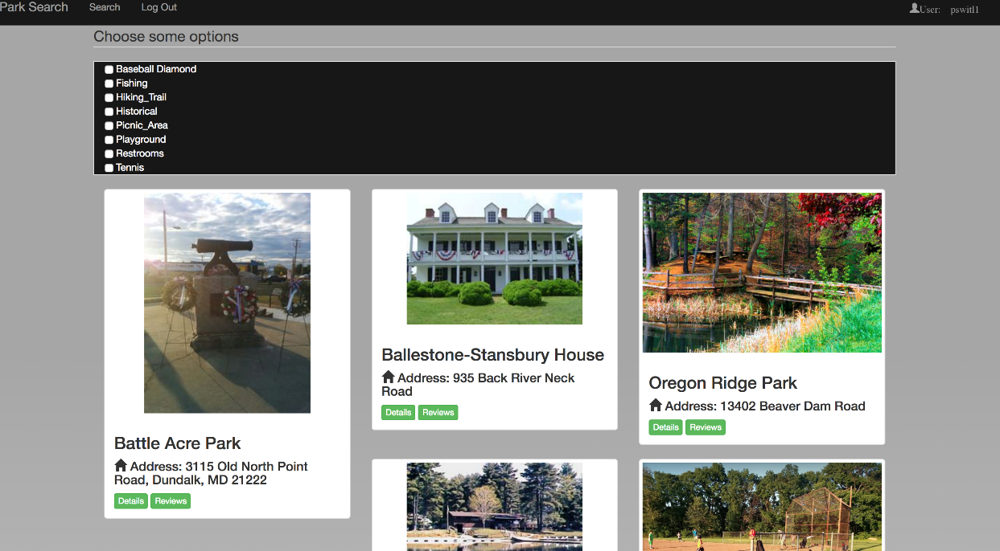 Park Search Search Log Out User: pswitl1
Choose some options
Baseball Diamond
Fishing
Hiking_Trail
Historical
Picnic_Area
Playground
Restrooms
Tennis
Battle Acre Park
Address: 3115 Old North Point
Road, Dundalk, MD 21222
Details Reviews
Ballestone-Stansbury House
Address: 935 Back River Neck
Road
Details Reviews
Oregon Ridge Park
Address: 13402 Beaver Dam Road
Details Reviews